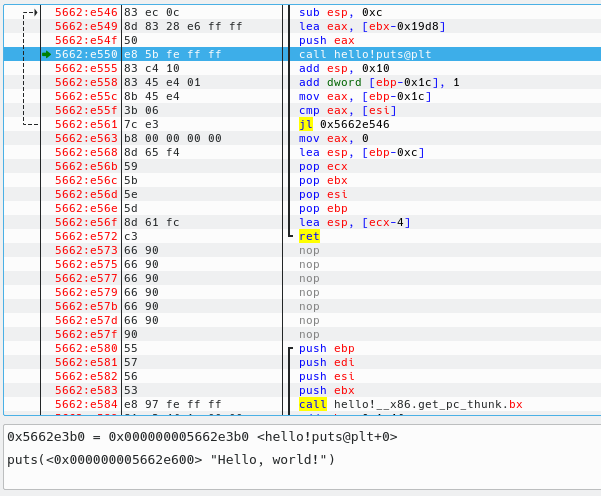 5662:e546 83 ec 0c sub esp, 0xc
5662:e549 8d 83 28 e6 ff ff lea eax, [ebx-0x19d8]
5662:e54f 50 push eax
5662:e550 e8 5b fe ff ff call hello!puts@plt
5662:e555 83 c4 10 add esp, 0x10
5662:e558 83 45 e4 01 add dword [ebp-0x1c], 1
5662:e55c 8b 45 e4 mov eax, [ebp-0x1c]
5662:e55f 3b 06 cmp eax, [esi]
5662:e561 7c e3 jl 0x5662e546
5662:e563 b8 00 00 00 00 mov eax, 0
5662:e568 8d 65 f4 lea esp, [ebp-0xc]
5662:e56b 59 pop ecx
5662:e56c 5b pop ebx
5662:e56d 5e pop esi
5662:e56e 5d pop ebp
5662:e56f 8d 61 fc lea esp, [ecx-4]
5662:e572 c3 ret
5662:e573 66 90 nop
5662:e575 66 90 nop
5662:e577 66 90 nop
5662:e579 66 90 nop
5662:e57b 66 90 nop
5662:e57d 66 90 nop
5662:e57f 90 nop
5662:e580 55 push ebp
5662:e581 57 push edi
5662:e582 56 push esi
5662:e583 53 push ebx
5662:e584 e8 97 fe ff ff call hello!__x86.get_pc_thunk.bx
0x5662e3b0 = 0x000000005662e3b0 <hello!puts@plt+0>
puts(<0x000000005662e600> "Hello, world!")